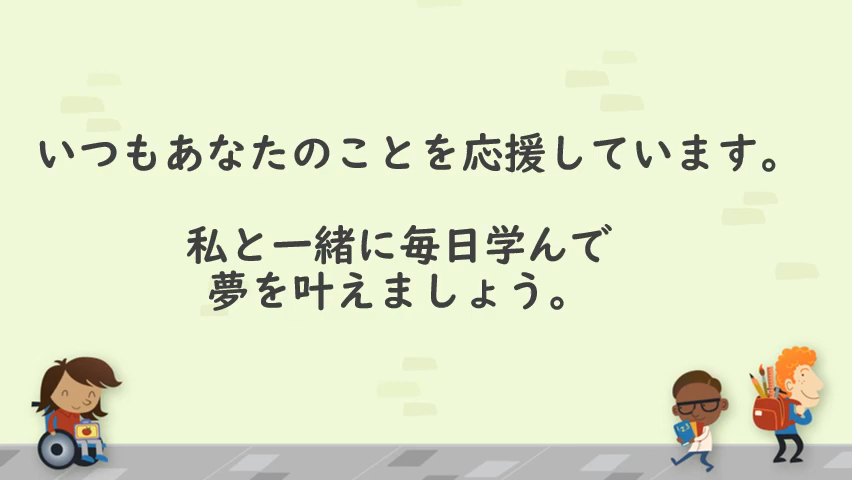 いつもあなたのことを応援しています。
私と一緒に毎日学んで
夢を叶えましょう。